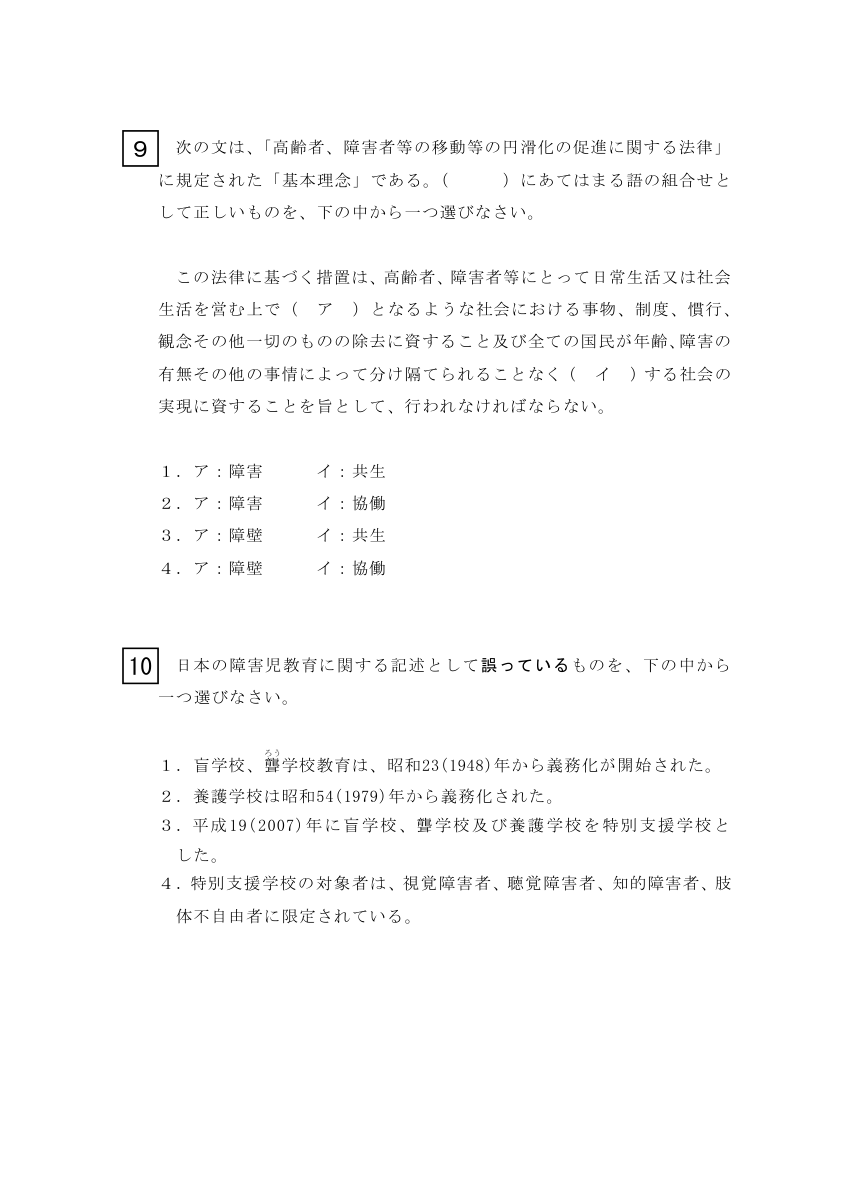 9　次の文は、「高齢者、障害者等の移動等の円滑化の促進に関する法律」
に規定された「基本理念」である。（　　　）にあてはまる語の組合せと
して正しいものを、下の中から一つ選びなさい。
この法律に基づく措置は、高齢者、障害者等にとって日常生活又は社会
生活を営む上で（　ア　）となるような社会における事物、制度、慣行、
観念その他一切のものの除去に資すること及び全ての国民が年齢、障害の
有無その他の事情によって分け隔てられることなく（　イ　）する社会の
実現に資することを旨として、行われなければならない。
１．ア：障害　　　イ：共生
２．ア：障害　　　イ：協働
３．ア：障壁　　　イ：共生
４．ア：障壁　　　イ：協働
10　日本の障害児教育に関する記述として誤っているものを、下の中から
一つ選びなさい。
ろう
１．盲学校、聾学校教育は、昭和23(1948)年から義務化が開始された。
２．養護学校は昭和54(1979)年から義務化された。
３．平成19(2007)年に盲学校、聾学校及び養護学校を特別支援学校と
した。
４．特別支援学校の対象者は、視覚障害者、聴覚障害者、知的障害者、肢
体不自由者に限定されている。